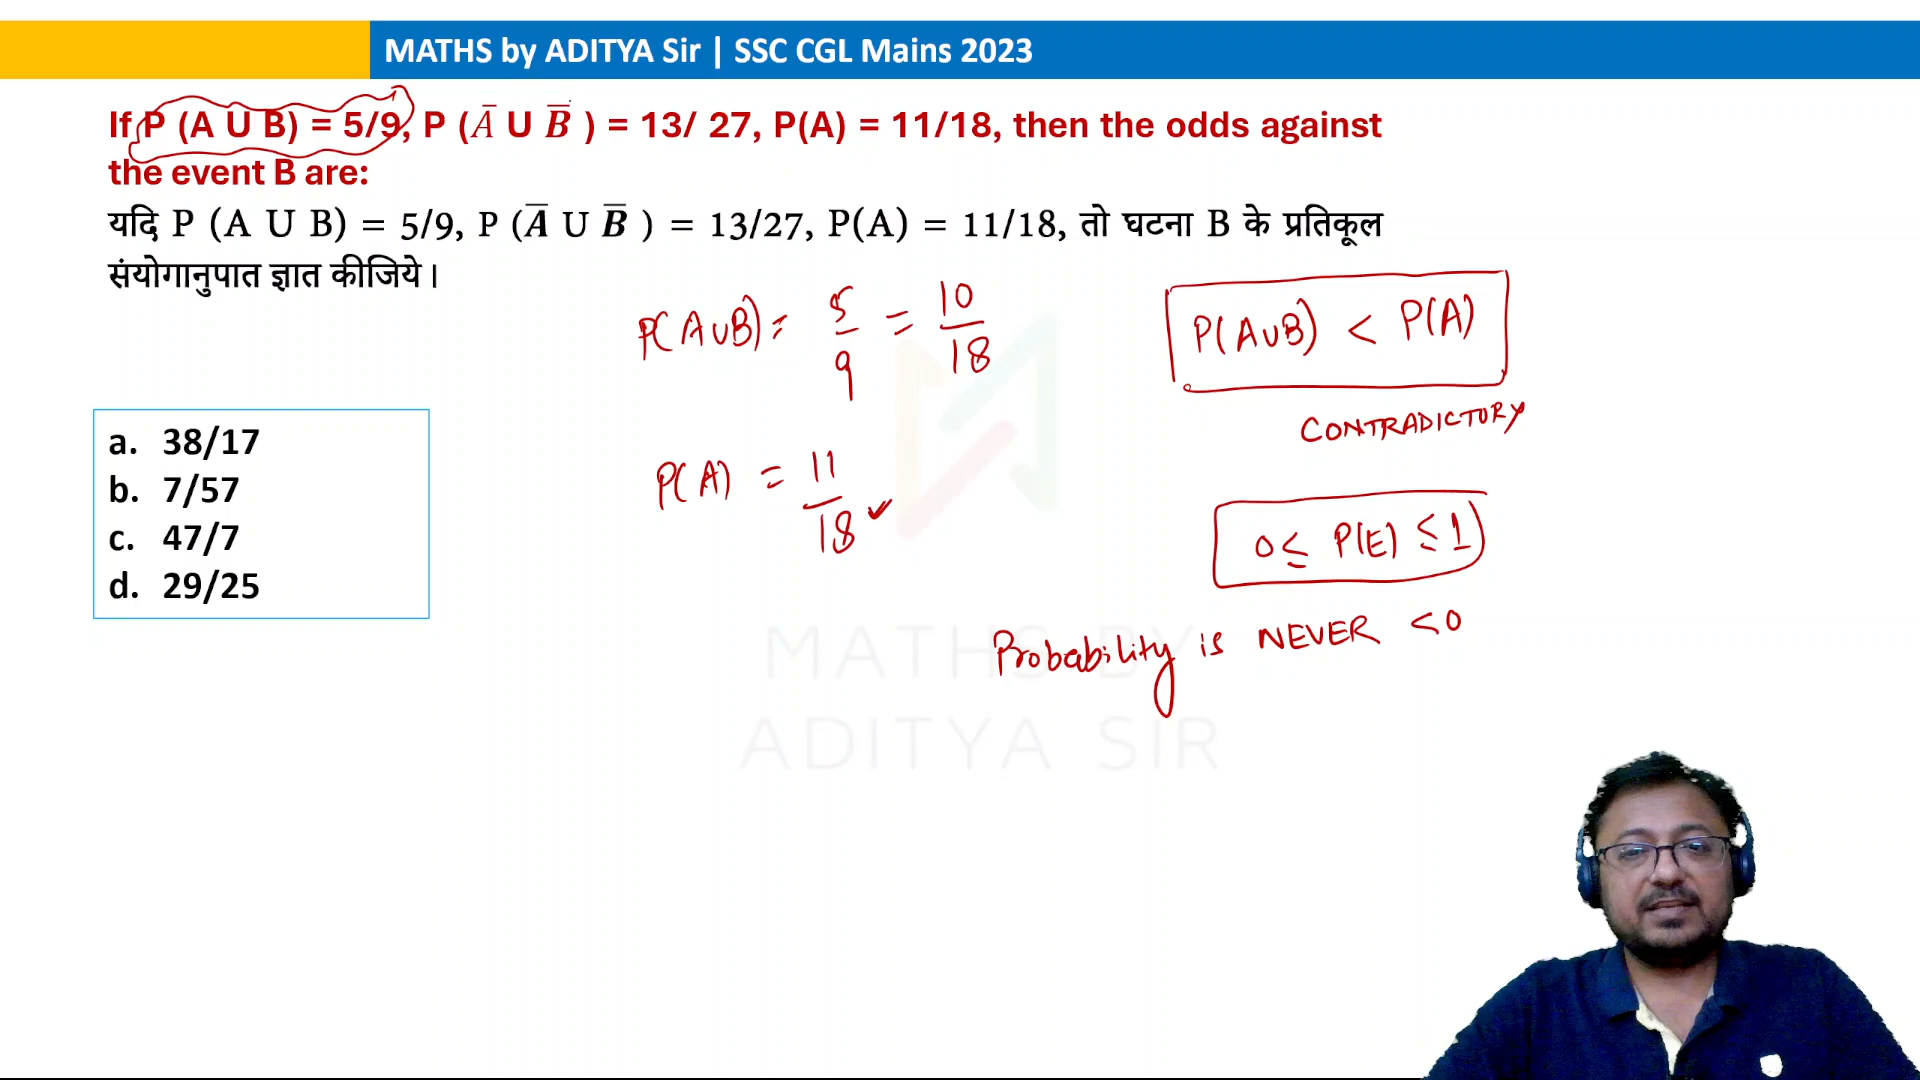 MATHS by ADITYA Sir | SSC CGL Mains 2023
If P (A U B) = 5/9, P (Ā U B̄ ) = 13/ 27, P(A) = 11/18, then the odds against
the event B are:
यदि P (A U B) = 5/9, P (Ā U B̄ ) = 13/27, P(A) = 11/18, तो घटना B के प्रतिकूल
संयोगानुपात ज्ञात कीजिये।
P(A∪B) = 5/9 = 10/18
P(A∪B) < P(A)
CONTRADICTORY
a. 38/17
b. 7/57
c. 47/7
d. 29/25
P(A) = 11/18 ✓
0 ≤ P(E) ≤ 1
Probability is NEVER <0
MATHS BY
ADITYA SIR